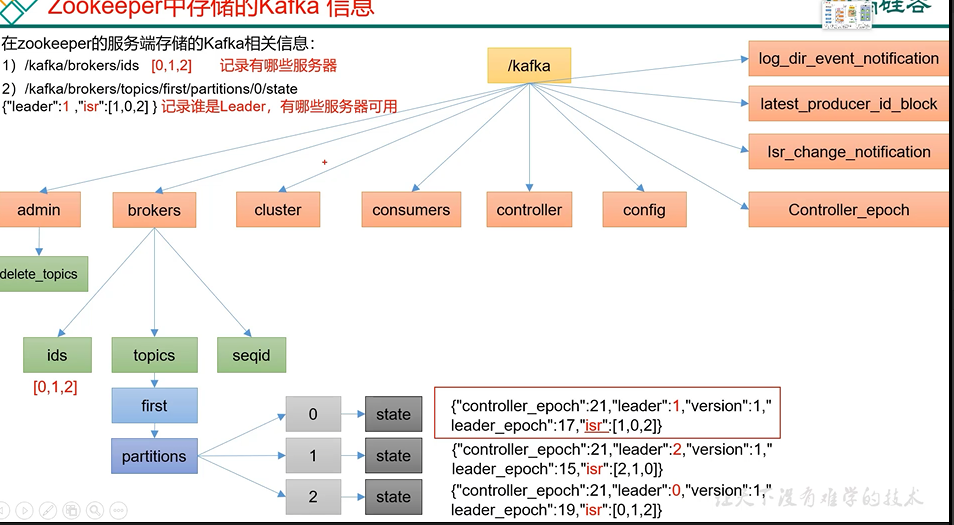 Zookeeper中存储的Kafka 信息
在zookeeper的服务端存储的Kafka相关信息：
1）/kafka/brokers/ids [0,1,2] 记录有哪些服务器
2）/kafka/brokers/topics/first/partitions/0/state
{"leader":1 ,"isr":[1,0,2] } 记录谁是Leader，有哪些服务器可用
/kafka
log_dir_event_notification
latest_producer_id_block
Isr_change_notification
admin
brokers
cluster
consumers
controller
config
Controller_epoch
delete_topics
ids
topics
seqid
[0,1,2]
first
partitions
0
state
{"controller_epoch":21,"leader":1,"version":1,"
leader_epoch":17,"isr":[1,0,2]}
1
state
{"controller_epoch":21,"leader":2,"version":1,"
leader_epoch":15,"isr":[2,1,0]}
2
state
{"controller_epoch":21,"leader":0,"version":1,"
leader_epoch":19,"isr":[0,1,2]}
让天下没有难学的技术